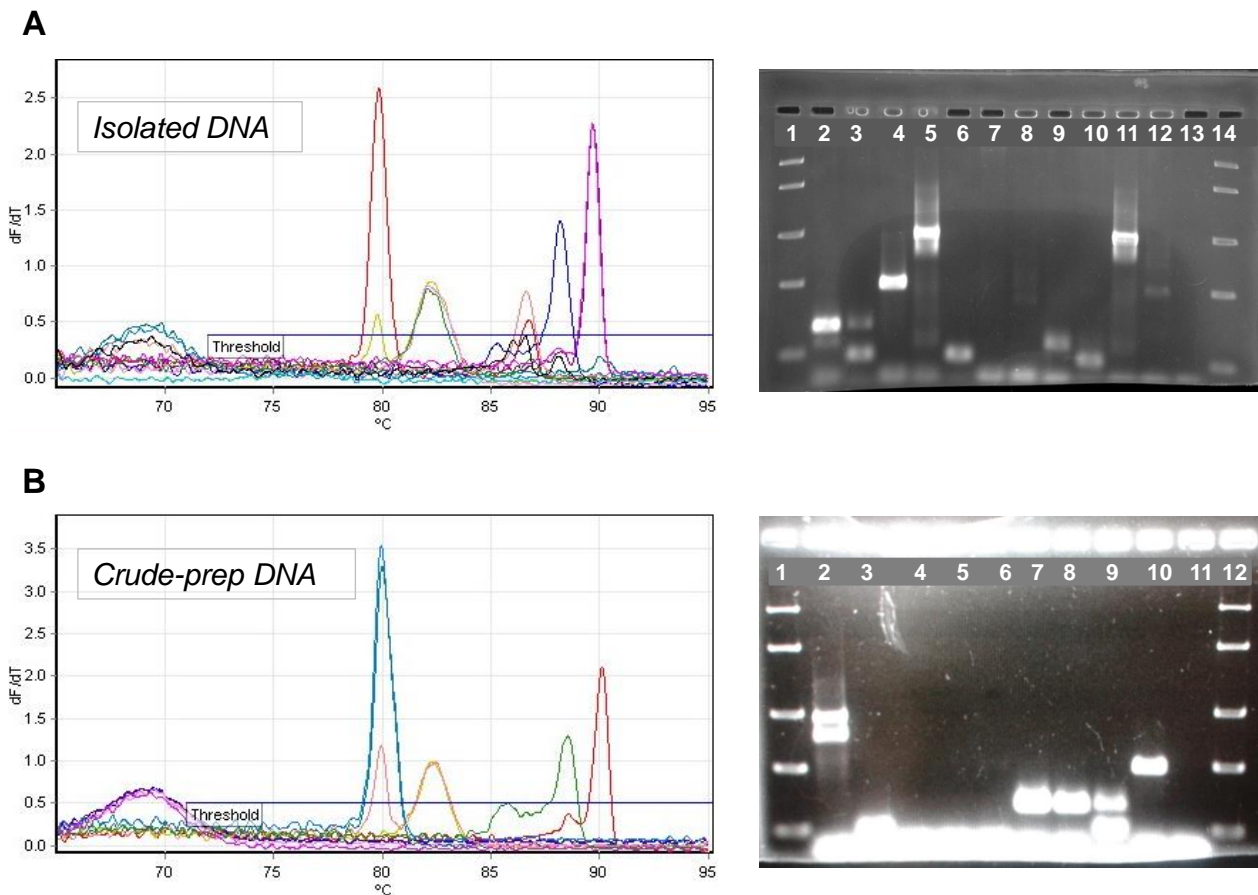 A
Isolated DNA
dF/dT
2.5
2.0
1.5
1.0
0.5
0.0
Threshold
70 75 80 85 90 95
°C
1 2 3 4 5 6 7 8 9 10 11 12 13 14
B
Crude-prep DNA
dF/dT
3.5
3.0
2.5
2.0
1.5
1.0
0.5
0.0
Threshold
70 75 80 85 90 95
°C
1 2 3 4 5 6 7 8 9 10 11 12